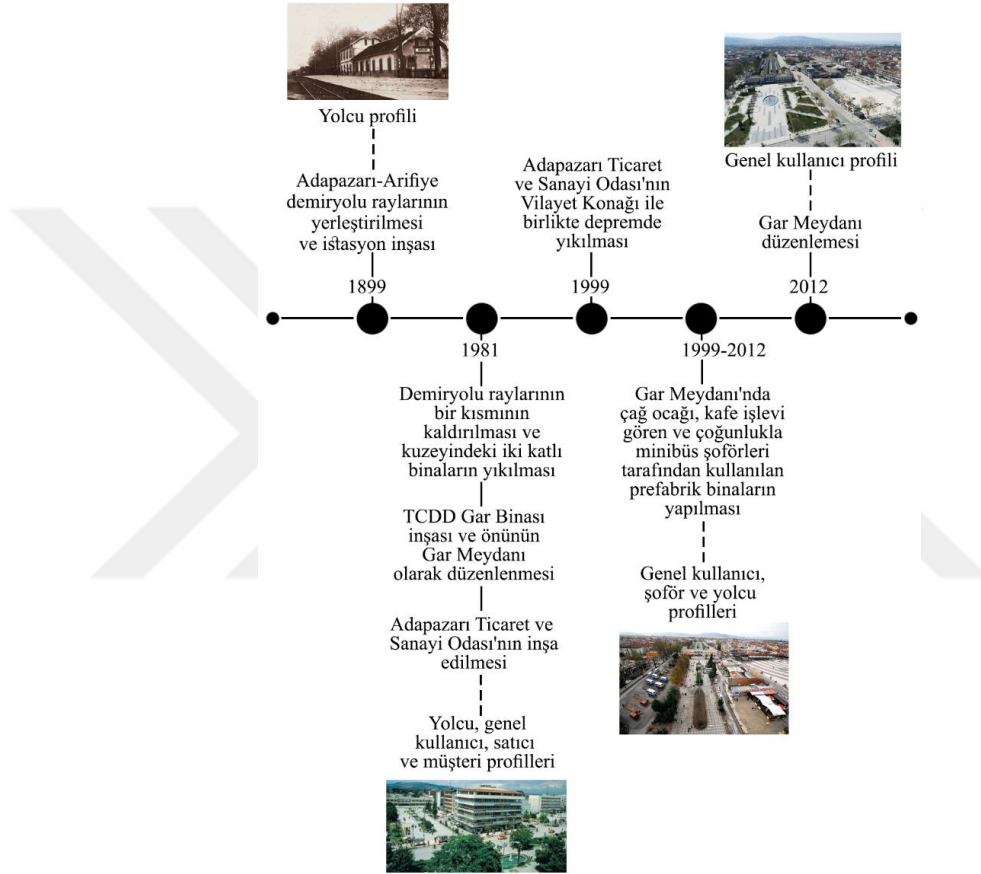 Yolcu profili
Adapazarı-Arifiye
demiryolu raylarının
yerleştirilmesi
ve istasyon inşası
1899
1981
Demiryolu raylarının
bir kısmının
kaldırılması ve
kuzeyindeki iki katlı
binaların yıkılması
TCDD Gar Binası
inşası ve önünün
Gar Meydanı
olarak düzenlenmesi
Adapazarı Ticaret ve
Sanayi Odası'nın inşa
edilmesi
Yolcu, genel
kullanıcı, satıcı
ve müşteri profilleri
Adapazarı Ticaret
ve Sanayi Odası'nın
Vilayet Konağı ile
birlikte depremde
yıkılması
1999
1999-2012
Gar Meydanı'nda
çağ ocağı, kafe işlevi
gören ve çoğunlukla
minibüs şoförleri
tarafından kullanılan
prefabrik binaların
yapılması
Genel kullanıcı,
şoför ve yolcu
profilleri
Genel kullanıcı profili
Gar Meydanı
düzenlemesi
2012